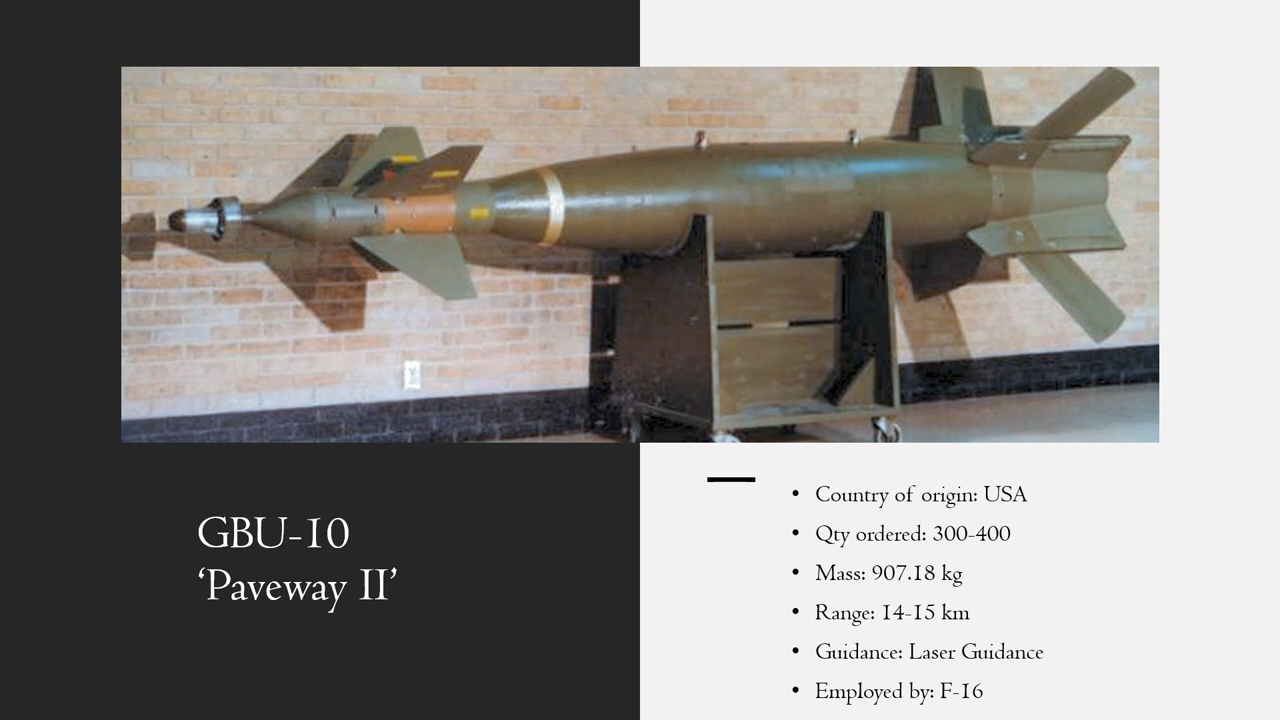 GBU-10
‘Paveway II’
• Country of origin: USA
• Qty ordered: 300-400
• Mass: 907.18 kg
• Range: 14-15 km
• Guidance: Laser Guidance
• Employed by: F-16